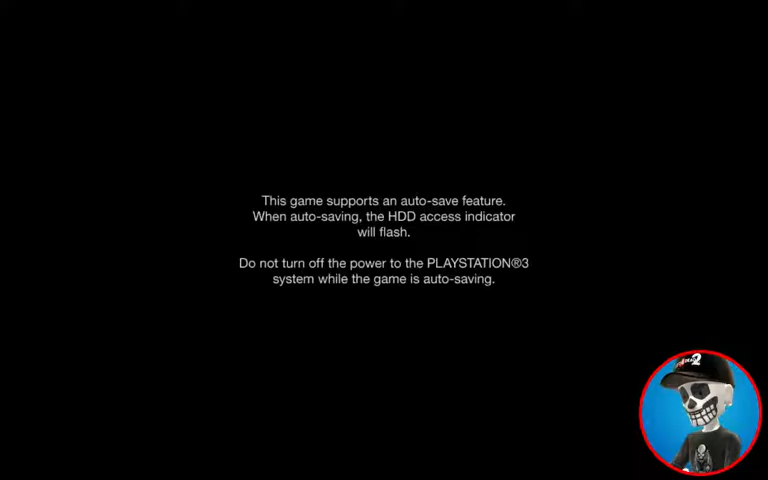 This game supports an auto-save feature.
When auto-saving, the HDD access indicator
will flash.
Do not turn off the power to the PLAYSTATION®3
system while the game is auto-saving.
2